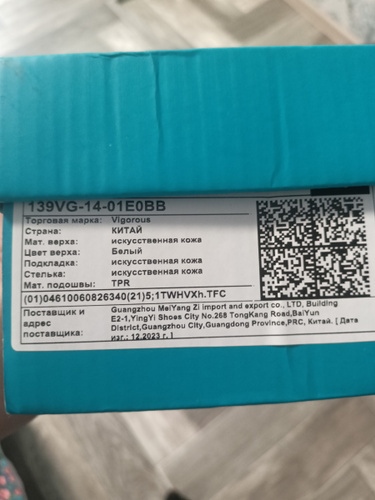 139VG-14-01E0BB
Торговая марка: Vigorous
Страна: КИТАЙ
Мат. верха: искусственная кожа
Цвет верха: Белый
Подкладка: искусственная кожа
Стелька: искусственная кожа
Мат. подошвы: TPR
(01)04610060826340(21)5;1TWHVXh.TFC
Поставщик и адрес поставщика:
Guangzhou MeiYang Zi import and export co., LTD, Building
E2-1,YingYi Shoes City No.268 TongKang Road,BaiYun
District,Guangzhou City,Guangdong Province,PRC, Китай. [ Дата
изг.: 12.2023 г. ]